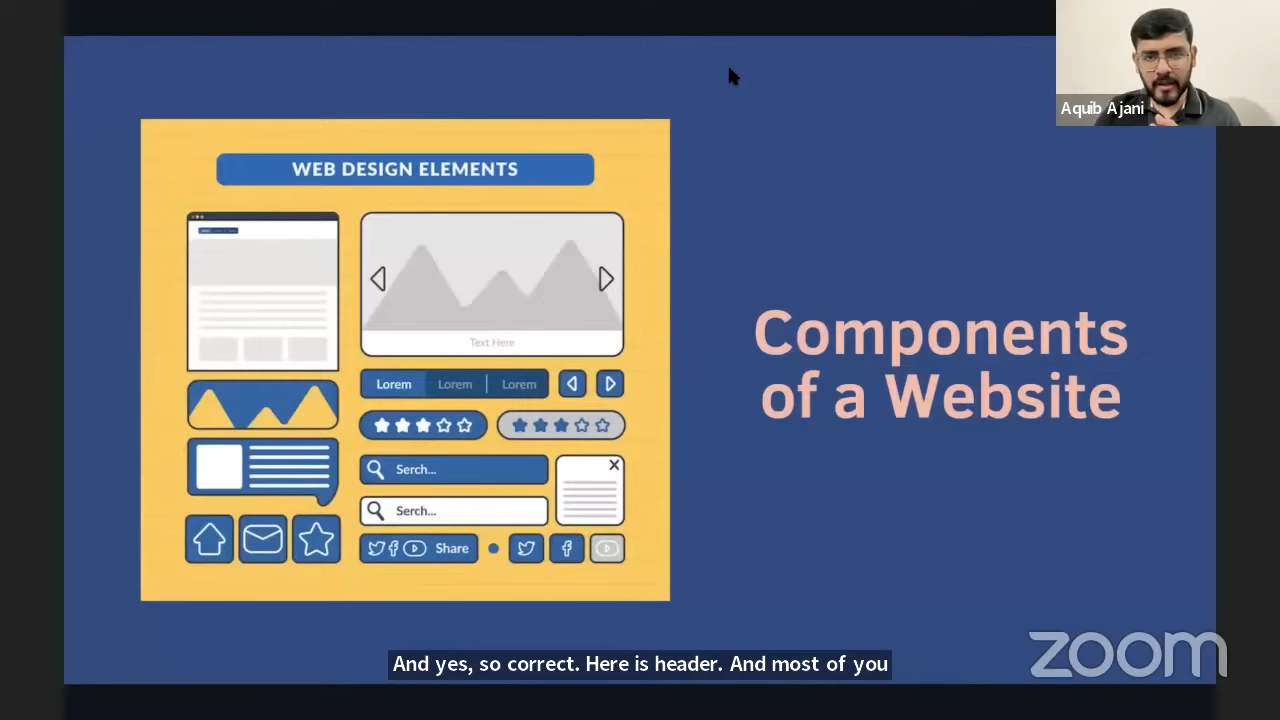 Aquib Ajani
WEB DESIGN ELEMENTS
Text Here
Lorem Lorem Lorem
Serch...
Serch...
Share
Components
of a Website
And yes, so correct. Here is header. And most of you
zoom